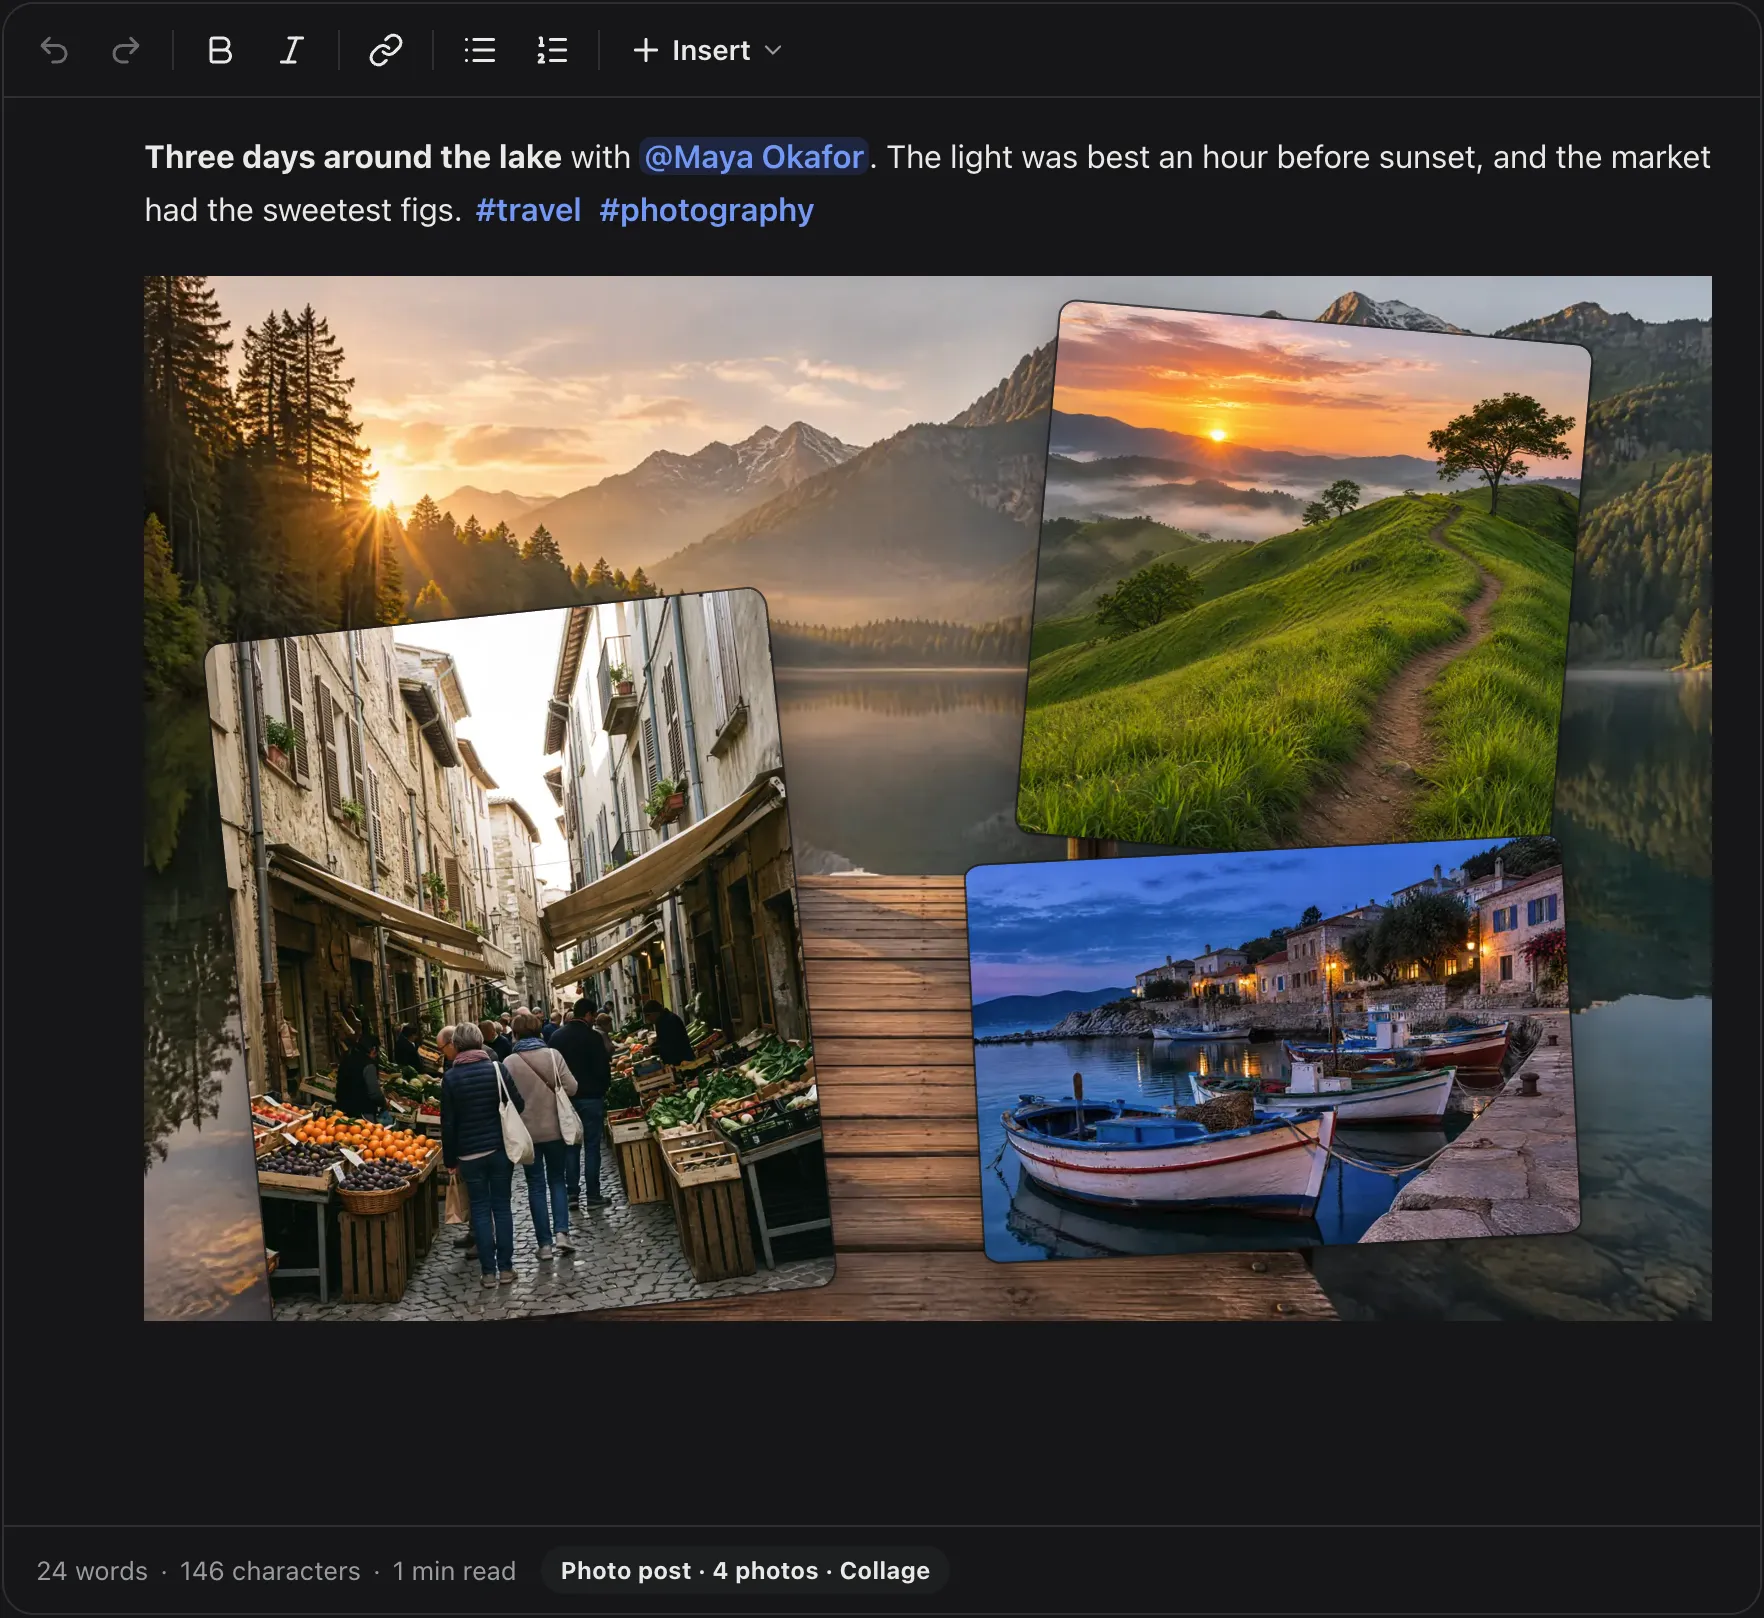 Insert
Three days around the lake with @Maya Okafor. The light was best an hour before sunset, and the market
had the sweetest figs. #travel #photography
24 words · 146 characters · 1 min read
Photo post · 4 photos · Collage